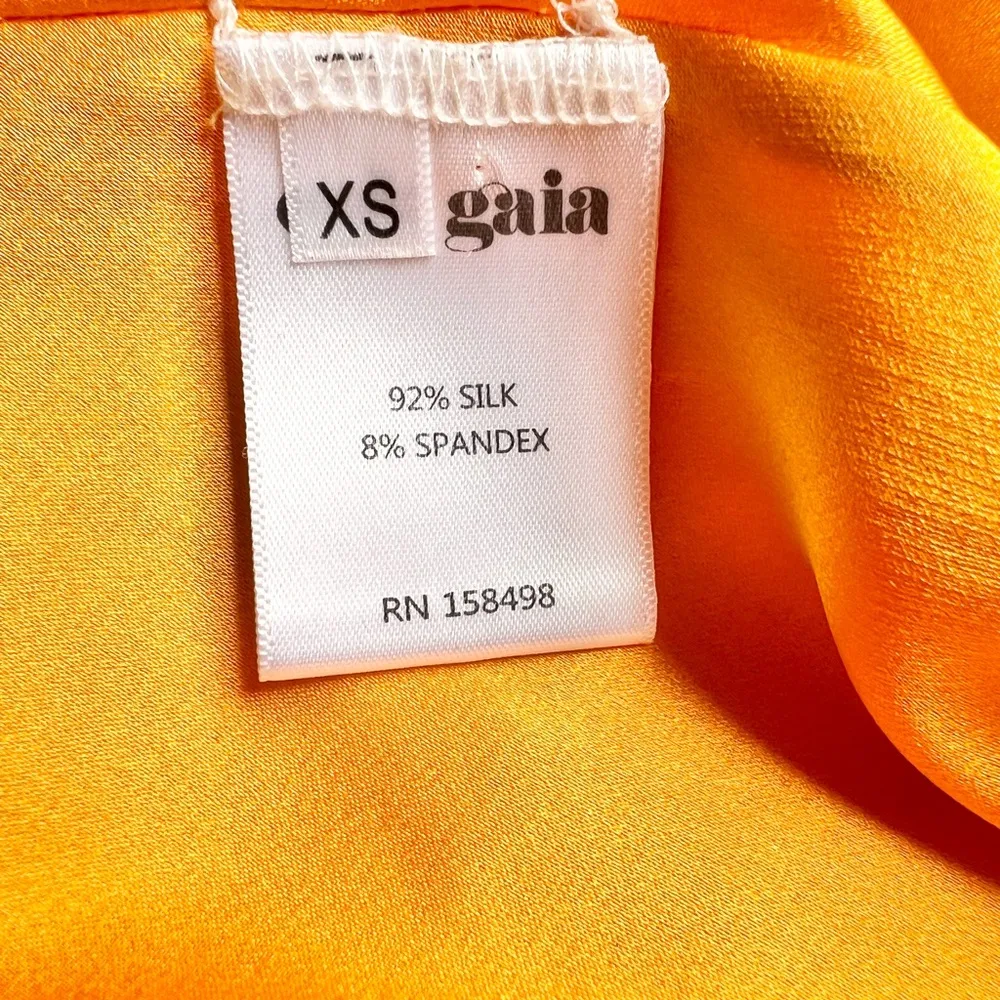 XS gaia
92% SILK
8% SPANDEX
RN 158498